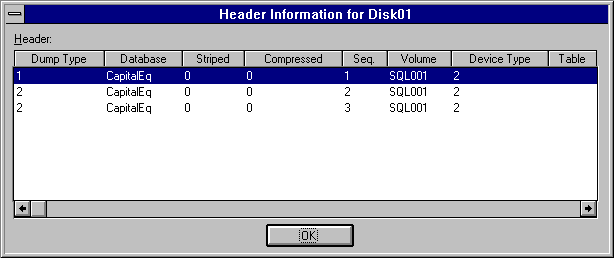 Header Information for Disk01
Header:
Dump Type Database Striped Compressed Seq. Volume Device Type Table
1 CapitalEq 0 0 1 SQL001 2
2 CapitalEq 0 0 2 SQL001 2
2 CapitalEq 0 0 3 SQL001 2
OK